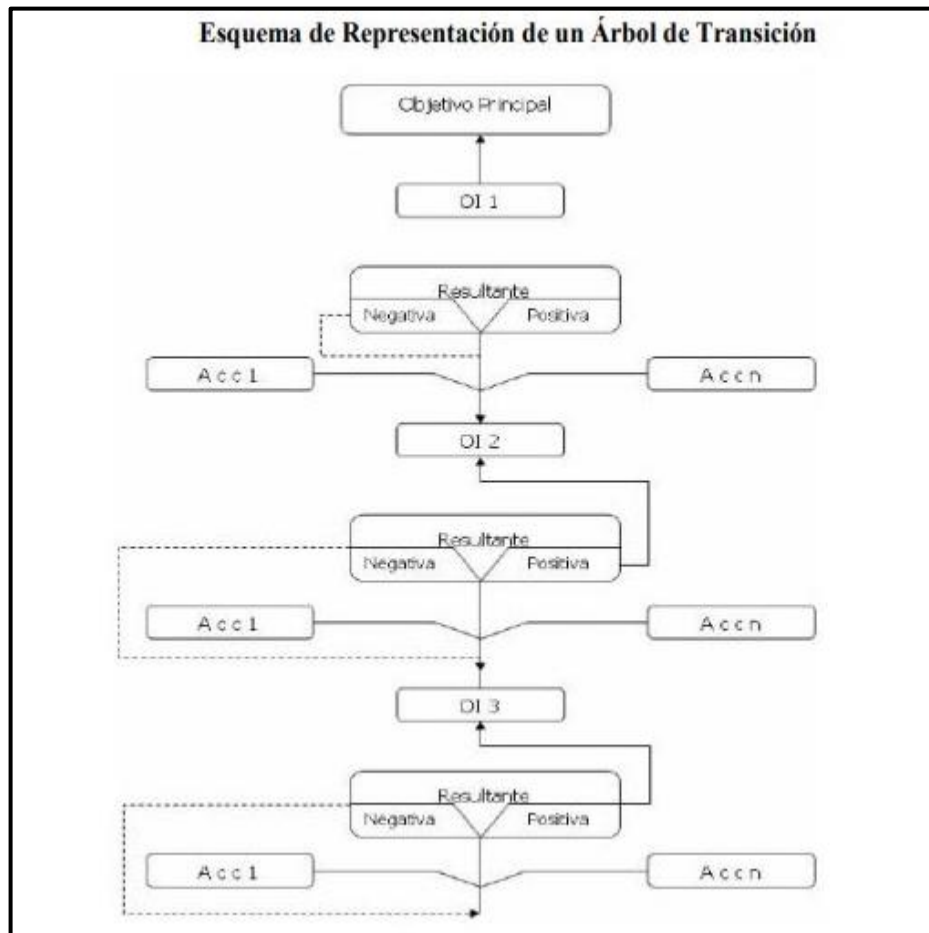 Esquema de Representación de un Árbol de Transición
Objetivo Principal
OI 1
Resultante
Negativa Positiva
Acc1 Accn
OI 2
Resultante
Negativa Positiva
Acc1 Accn
OI 3
Resultante
Negativa Positiva
Acc1 Accn